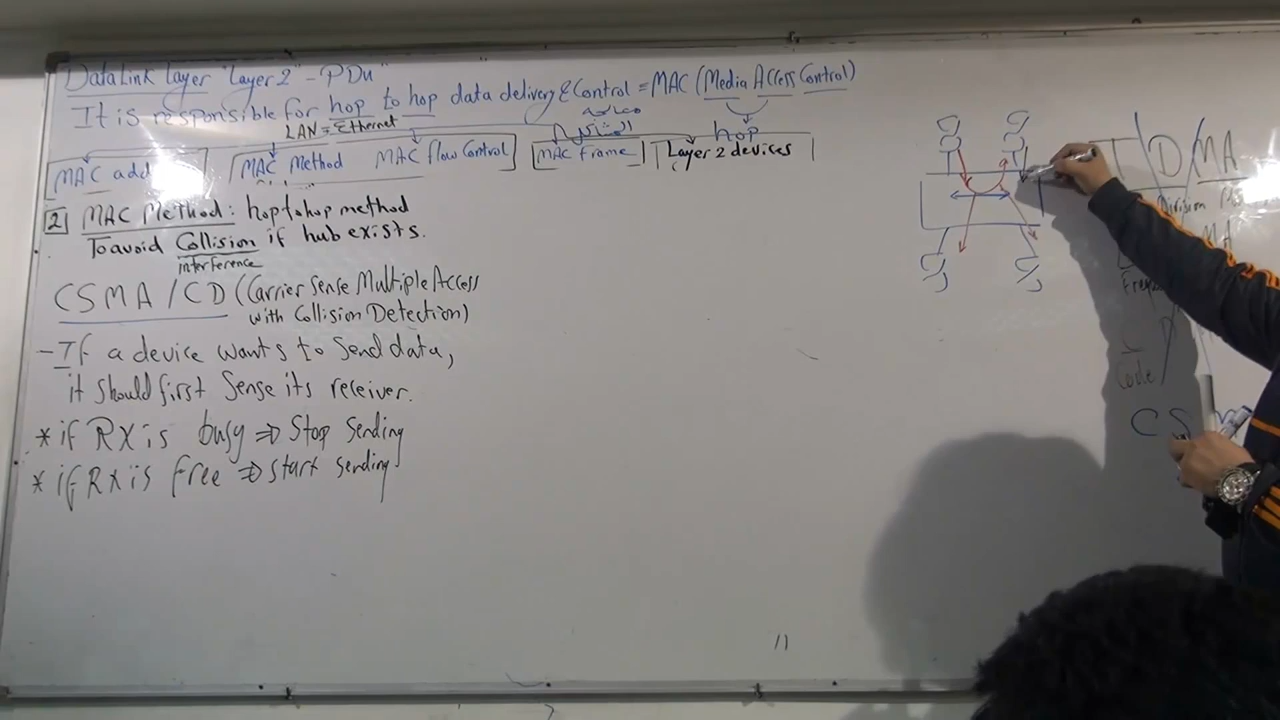 DataLink Layer "Layer 2" - PDU"
It is responsible for hop to hop data delivery & Control = MAC (Media Access Control)
LAN = Ethernet
hop
MAC add
MAC Method MAC flow Control
MAC Frame
Layer 2 devices
2 MAC Method: hop to hop method
To avoid Collision if hub exists.
interference
CSMA/CD (Carrier Sense Multiple Access
with Collision Detection)
- If a device wants to send data,
it should first Sense its receiver.
* if RX is busy => Stop Sending
* if RX is free => start sending
T/D/MA
Division
MA
Code
CS
11